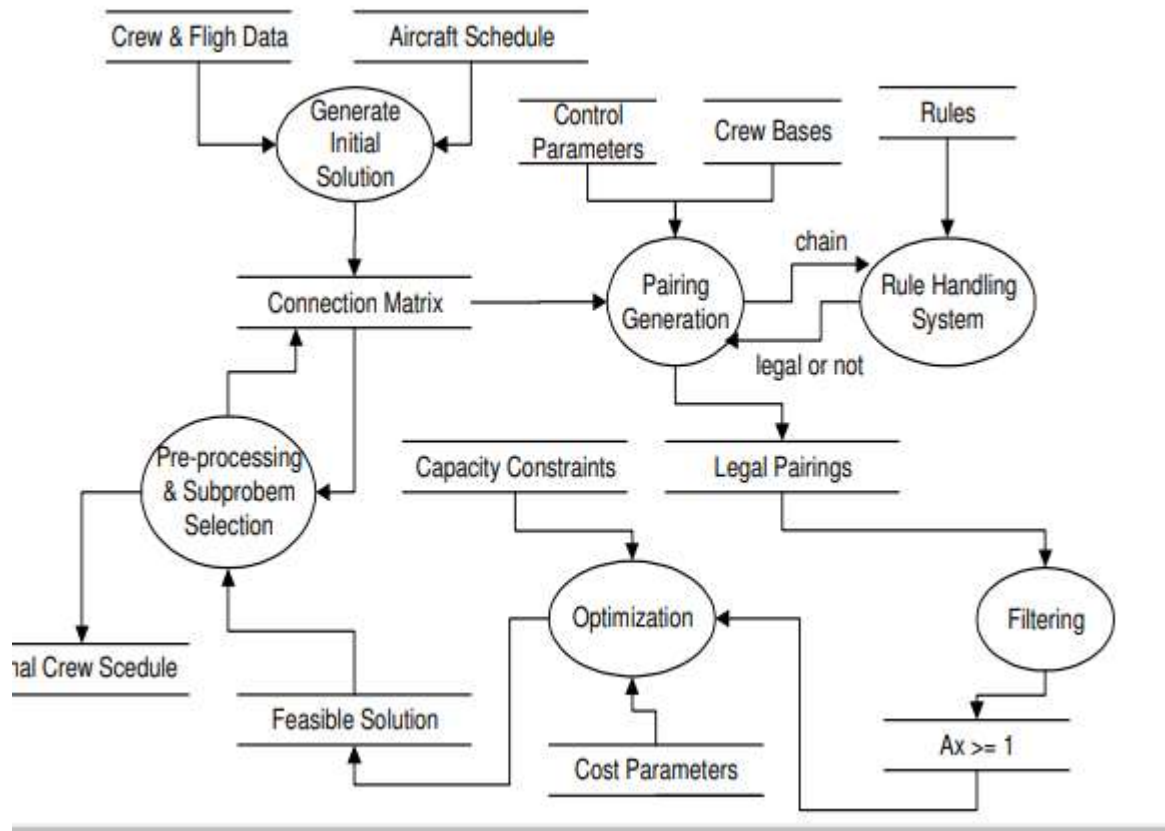 Crew & Fligh Data
Aircraft Schedule
Generate
Initial
Solution
Control
Parameters
Crew Bases
Rules
chain
Connection Matrix
Pairing
Generation
Rule Handling
System
legal or not
Pre-processing
& Subprobem
Selection
Capacity Constraints
Legal Pairings
Optimization
Filtering
nal Crew Scedule
Feasible Solution
Ax >= 1
Cost Parameters